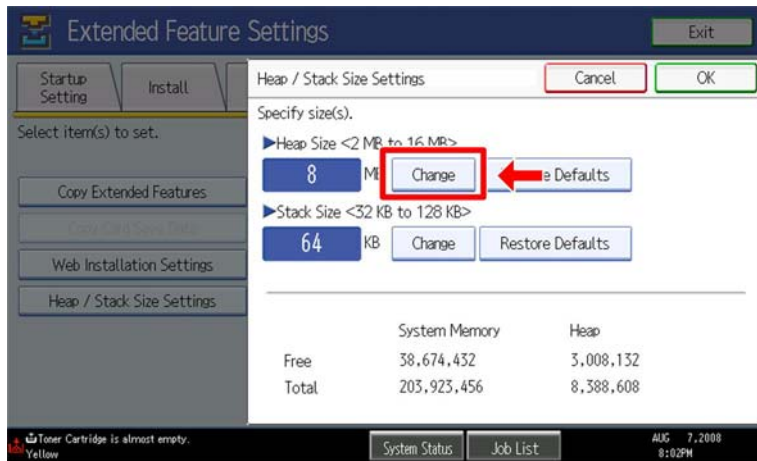 Extended Feature Settings
Exit
Startup
Setting
Install
Select item(s) to set.
Copy Extended Features
Copy Card Save Data
Web Installation Settings
Heap / Stack Size Settings
Heap / Stack Size Settings
Cancel
OK
Specify size(s).
▶Heap Size <2 MB to 16 MB>
8
Change
Defaults
▶Stack Size <32 KB to 128 KB>
64 KB
Change
Restore Defaults
System Memory Heap
Free 38,674,432 3,008,132
Total 203,923,456 8,388,608
Toner Cartridge is almost empty.
Yellow
System Status
Job List
AUG 7,2008
8:02PM